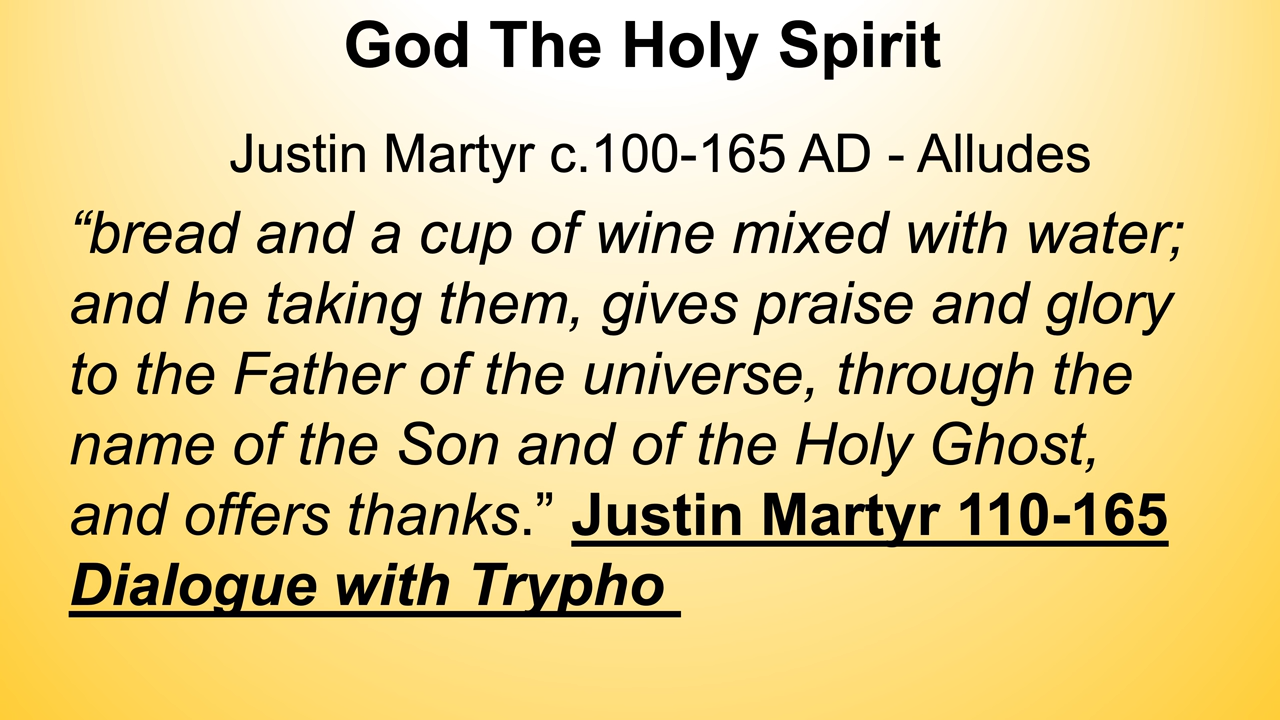 God The Holy Spirit
Justin Martyr c.100-165 AD - Alludes
“bread and a cup of wine mixed with water;
and he taking them, gives praise and glory
to the Father of the universe, through the
name of the Son and of the Holy Ghost,
and offers thanks.” Justin Martyr 110-165
Dialogue with Trypho